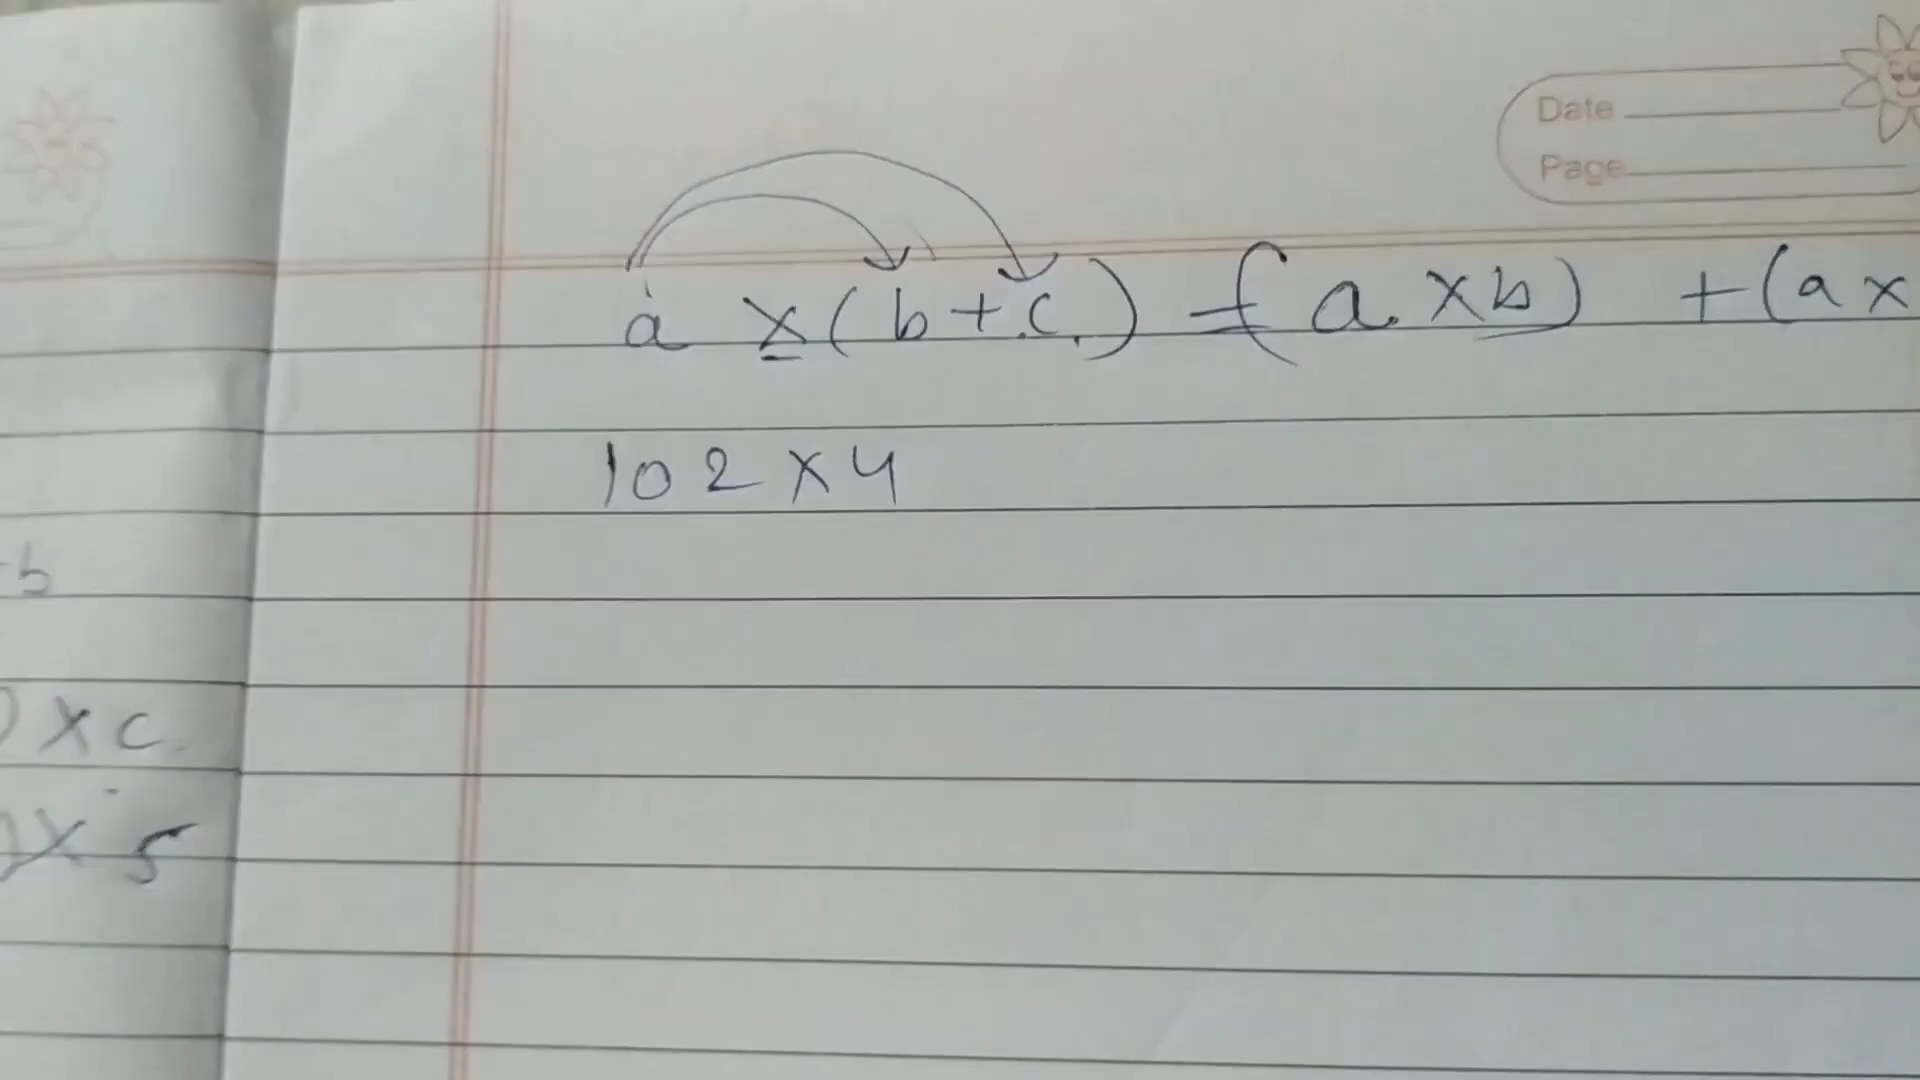 Date
Page
a × (b + c) = (a × b) + (a ×
102 × 4
b
) × c.
) × 5